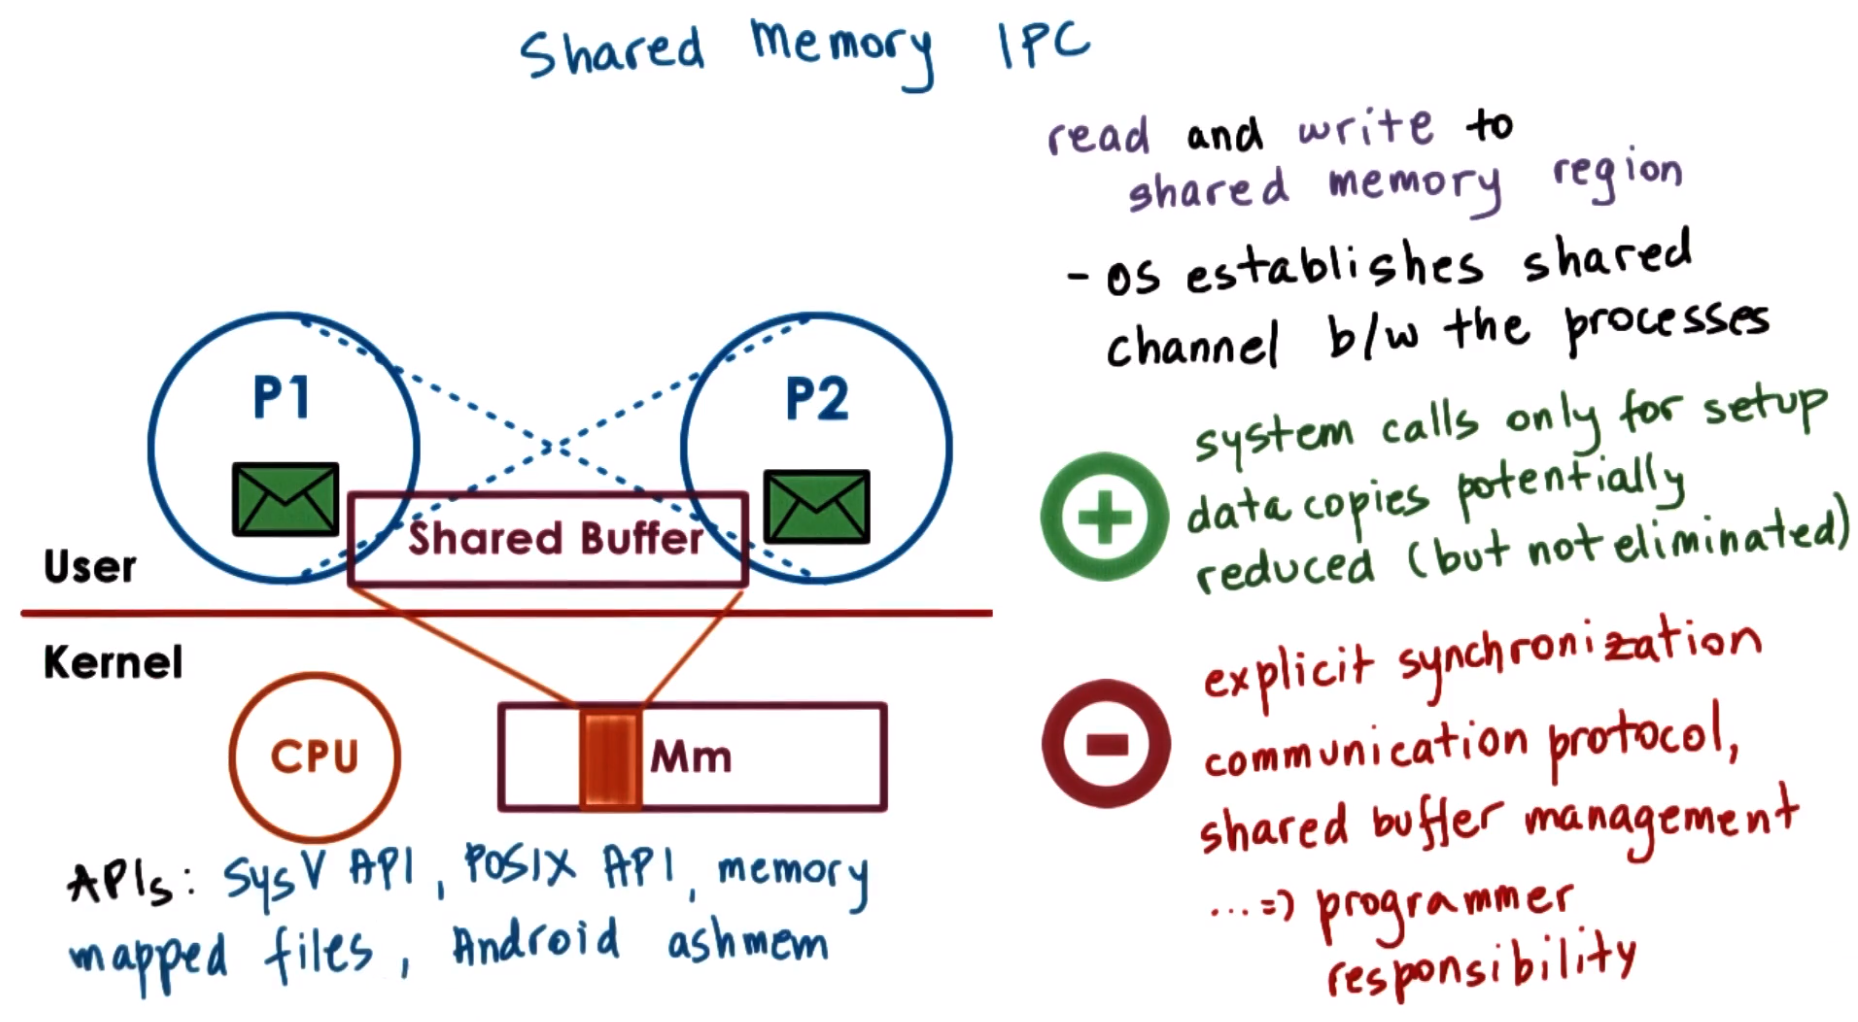 Shared Memory IPC
read and write to
shared memory region
- OS establishes shared
channel b/w the processes
P1
P2
Shared Buffer
User
Kernel
CPU
Mm
+
system calls only for setup
data copies potentially
reduced (but not eliminated)
-
explicit synchronization
communication protocol,
shared buffer management
...=) programmer
responsibility
APIs: SysV API, POSIX API, memory
mapped files, Android ashmem